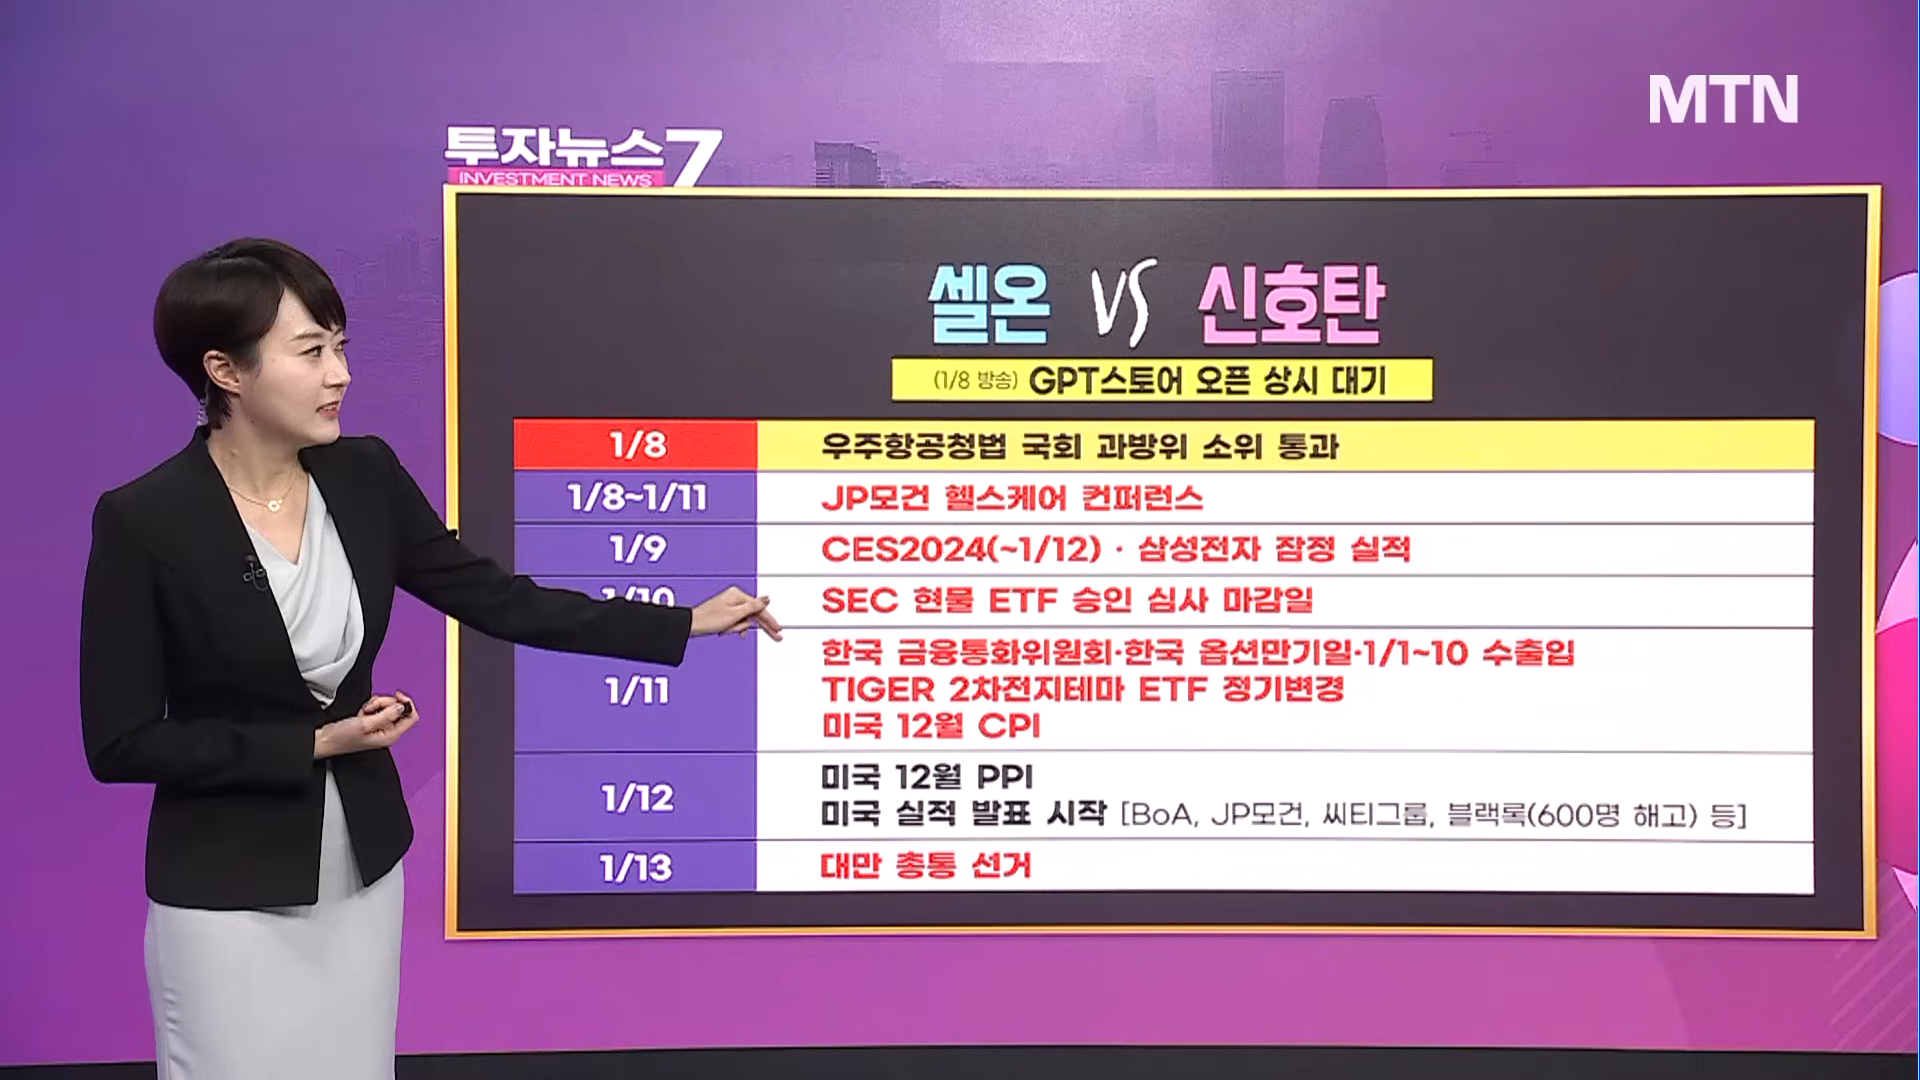 MTN
투자뉴스7
INVESTMENT NEWS
셀온 VS 신호탄
(1/8 방송) GPT스토어 오픈 상시 대기
1/8 우주항공청법 국회 과방위 소위 통과
1/8~1/11 JP모건 헬스케어 컨퍼런스
1/9 CES2024(~1/12) · 삼성전자 잠정 실적
1/10 SEC 현물 ETF 승인 심사 마감일
1/11 한국 금융통화위원회·한국 옵션만기일·1/1~10 수출입
TIGER 2차전지테마 ETF 정기변경
미국 12월 CPI
1/12 미국 12월 PPI
미국 실적 발표 시작 [BoA, JP모건, 씨티그룹, 블랙록(600명 해고) 등]
1/13 대만 총통 선거